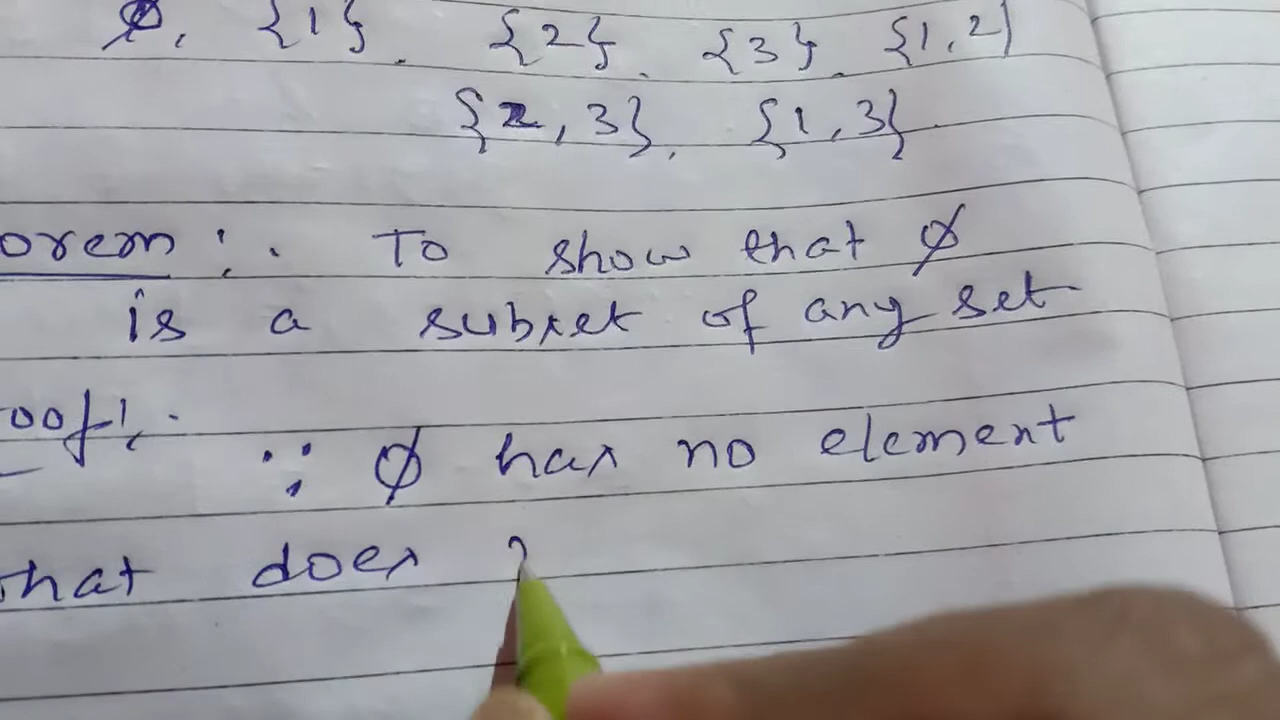 ∅, {1}, {2}, {3}, {1,2}
{2,3}, {1,3}
orem :. To show that ∅
is a subset of any set
oof :.
∵ ∅ has no element
that does